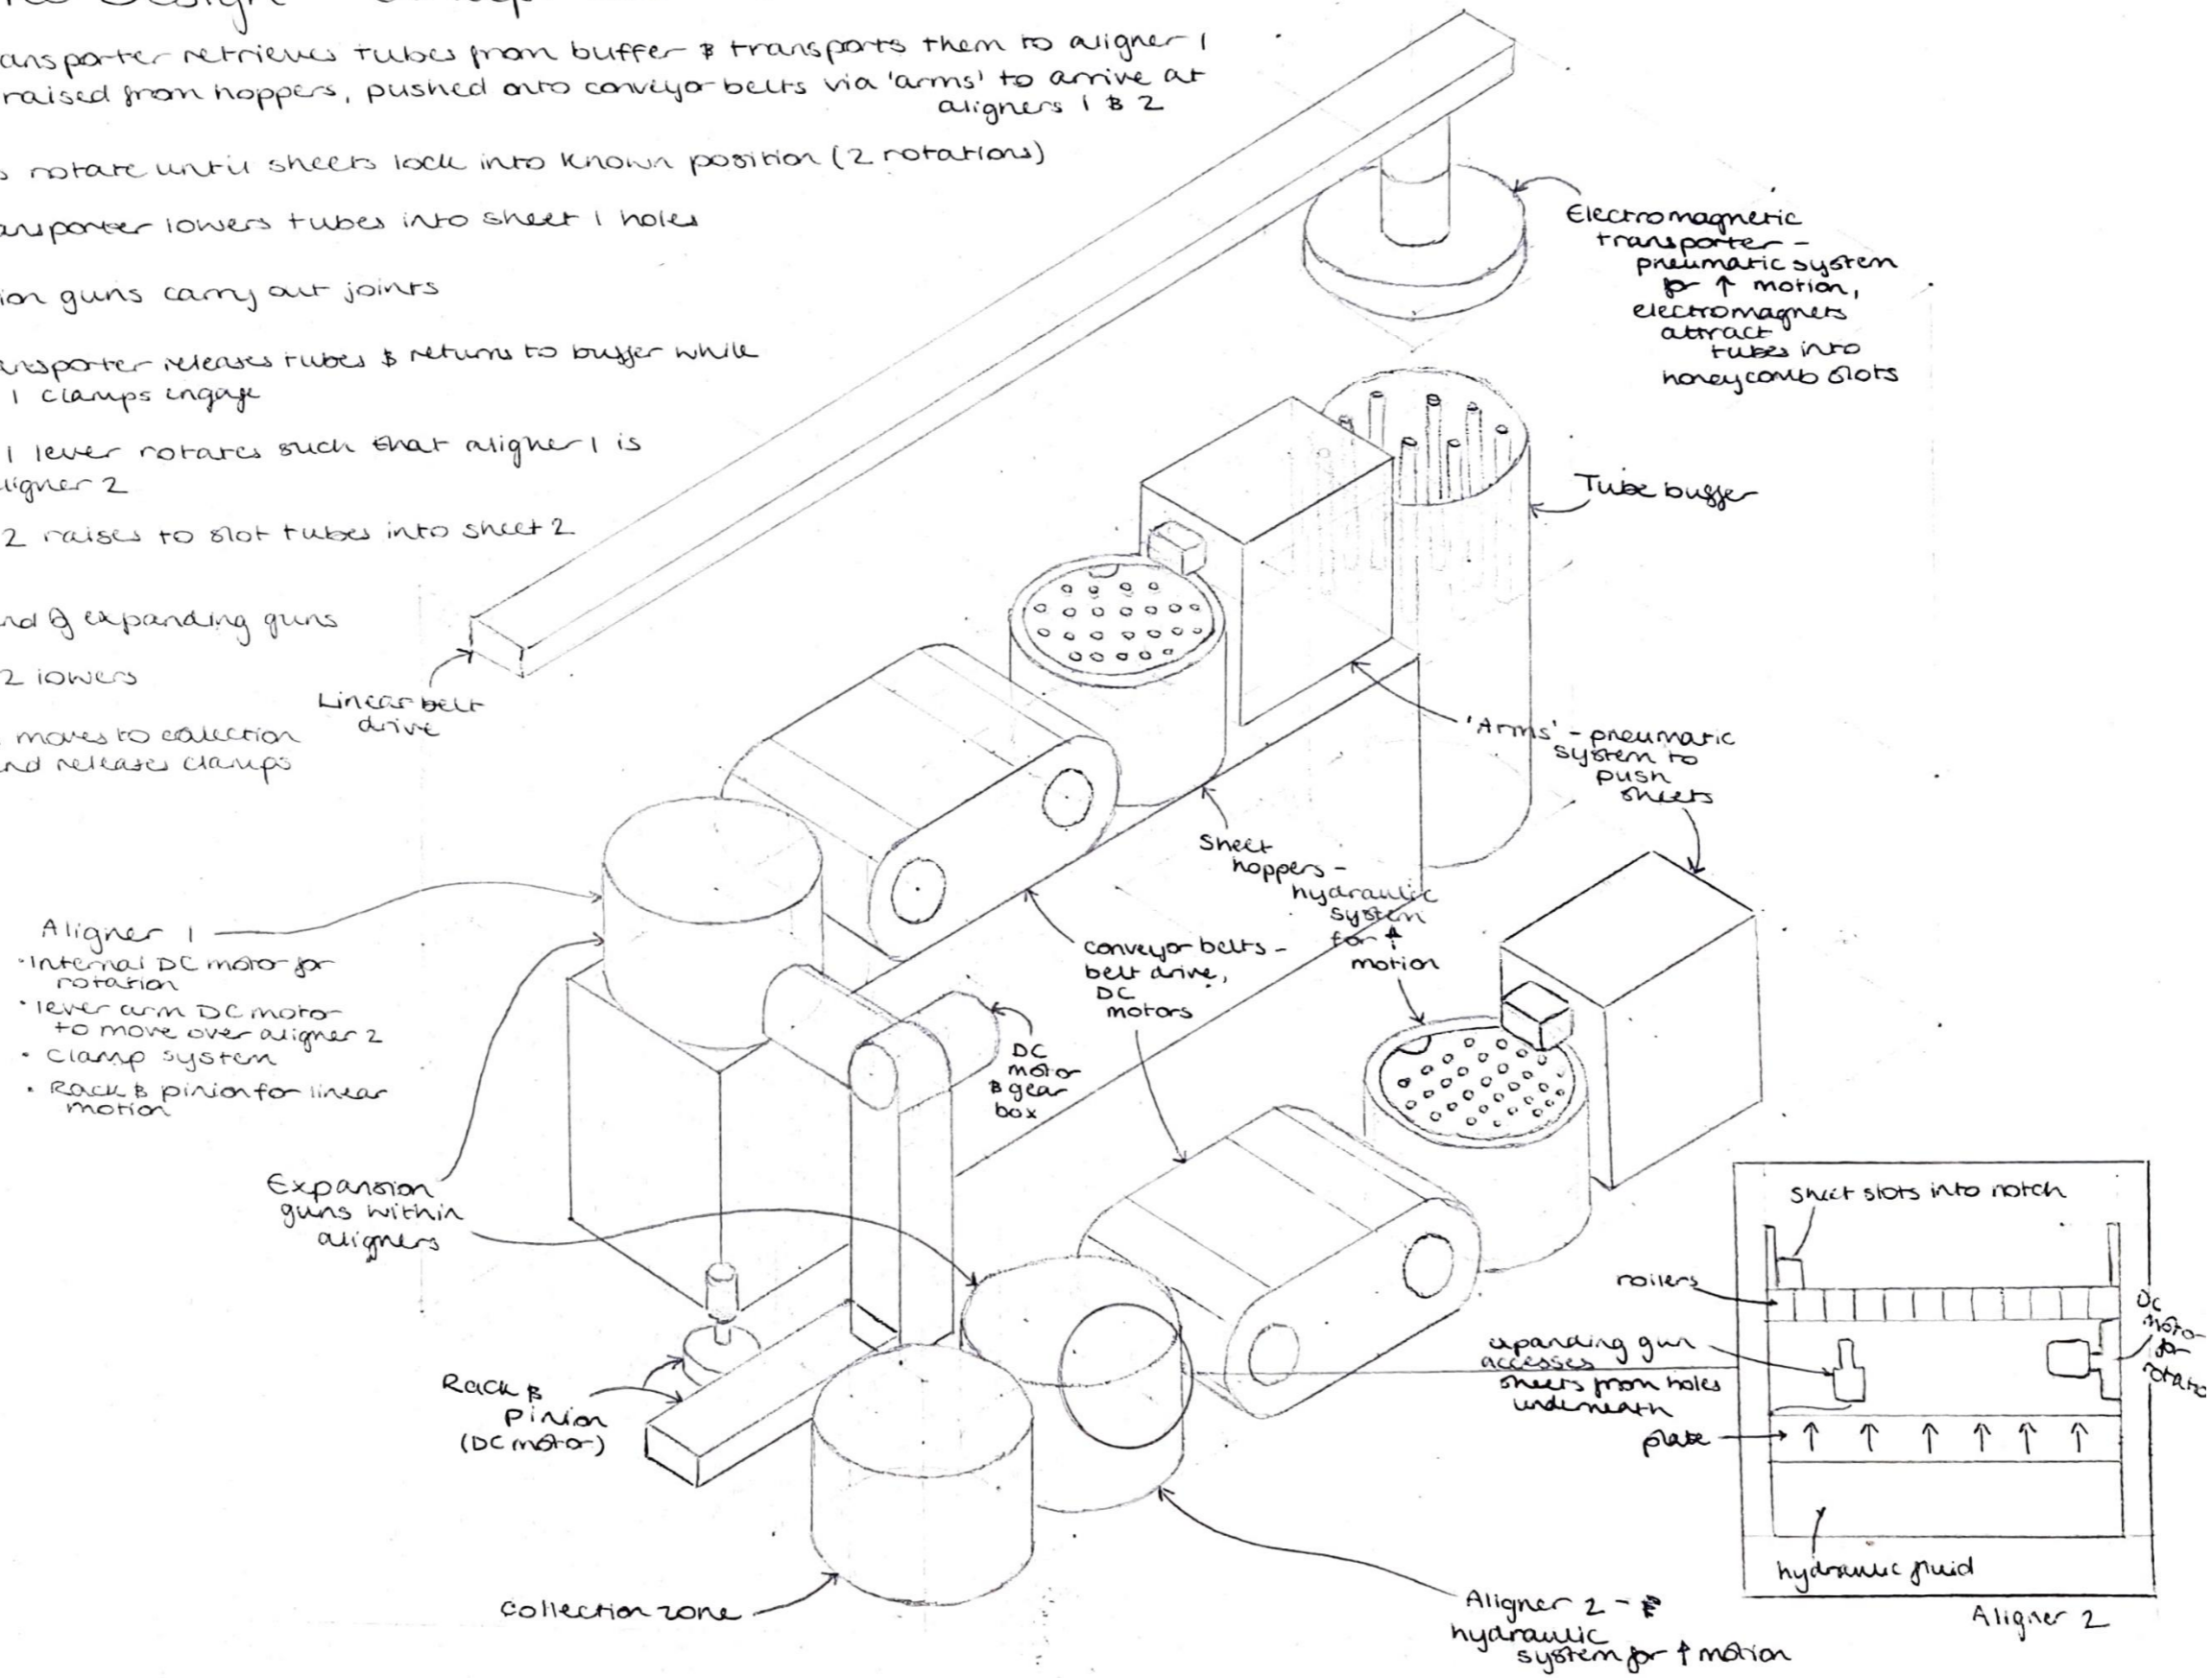 Design
ansporter retrieves tubes from buffer & transports them to aligner 1
raised from hoppers, pushed onto conveyor belts via 'arms' to arrive at
aligners 1 & 2
s rotate until sheets lock into known position (2 rotations)
ansporter lowers tubes into sheet 1 holes
ion guns carry out joints
ansporter releases tubes & returns to buffer while
1 clamps engage
1 lever rotates such that aligner 1 is
ligner 2
2 raises to slot tubes into sheet 2
nd of expanding guns
2 lowers
moves to collection
nd releases clamps
Electromagnetic
transporter -
pneumatic system
for ↑ motion,
electromagnets
attract
tubes into
honeycomb slots
Tube buffer
Linear belt
drive
'Arms' - pneumatic
system to
push
sheets
Sheet
hoppers -
hydraulic
system
for ↑
motion
conveyor belts -
belt drive,
DC
motors
Aligner 1
• Internal DC motor for
rotation
• lever arm DC motor
to move over aligner 2
• clamp system
• Rack & pinion for linear
motion
DC
motor
& gear
box
Expansion
guns within
aligners
Rack &
pinion
(DC motor)
collection zone
Aligner 2 -
hydraulic
system for ↑ motion
sheet slots into notch
rollers
DC
motor
for
rotatio
expanding gun
accesses
sheets from holes
underneath
plate
hydraulic fluid
Aligner 2